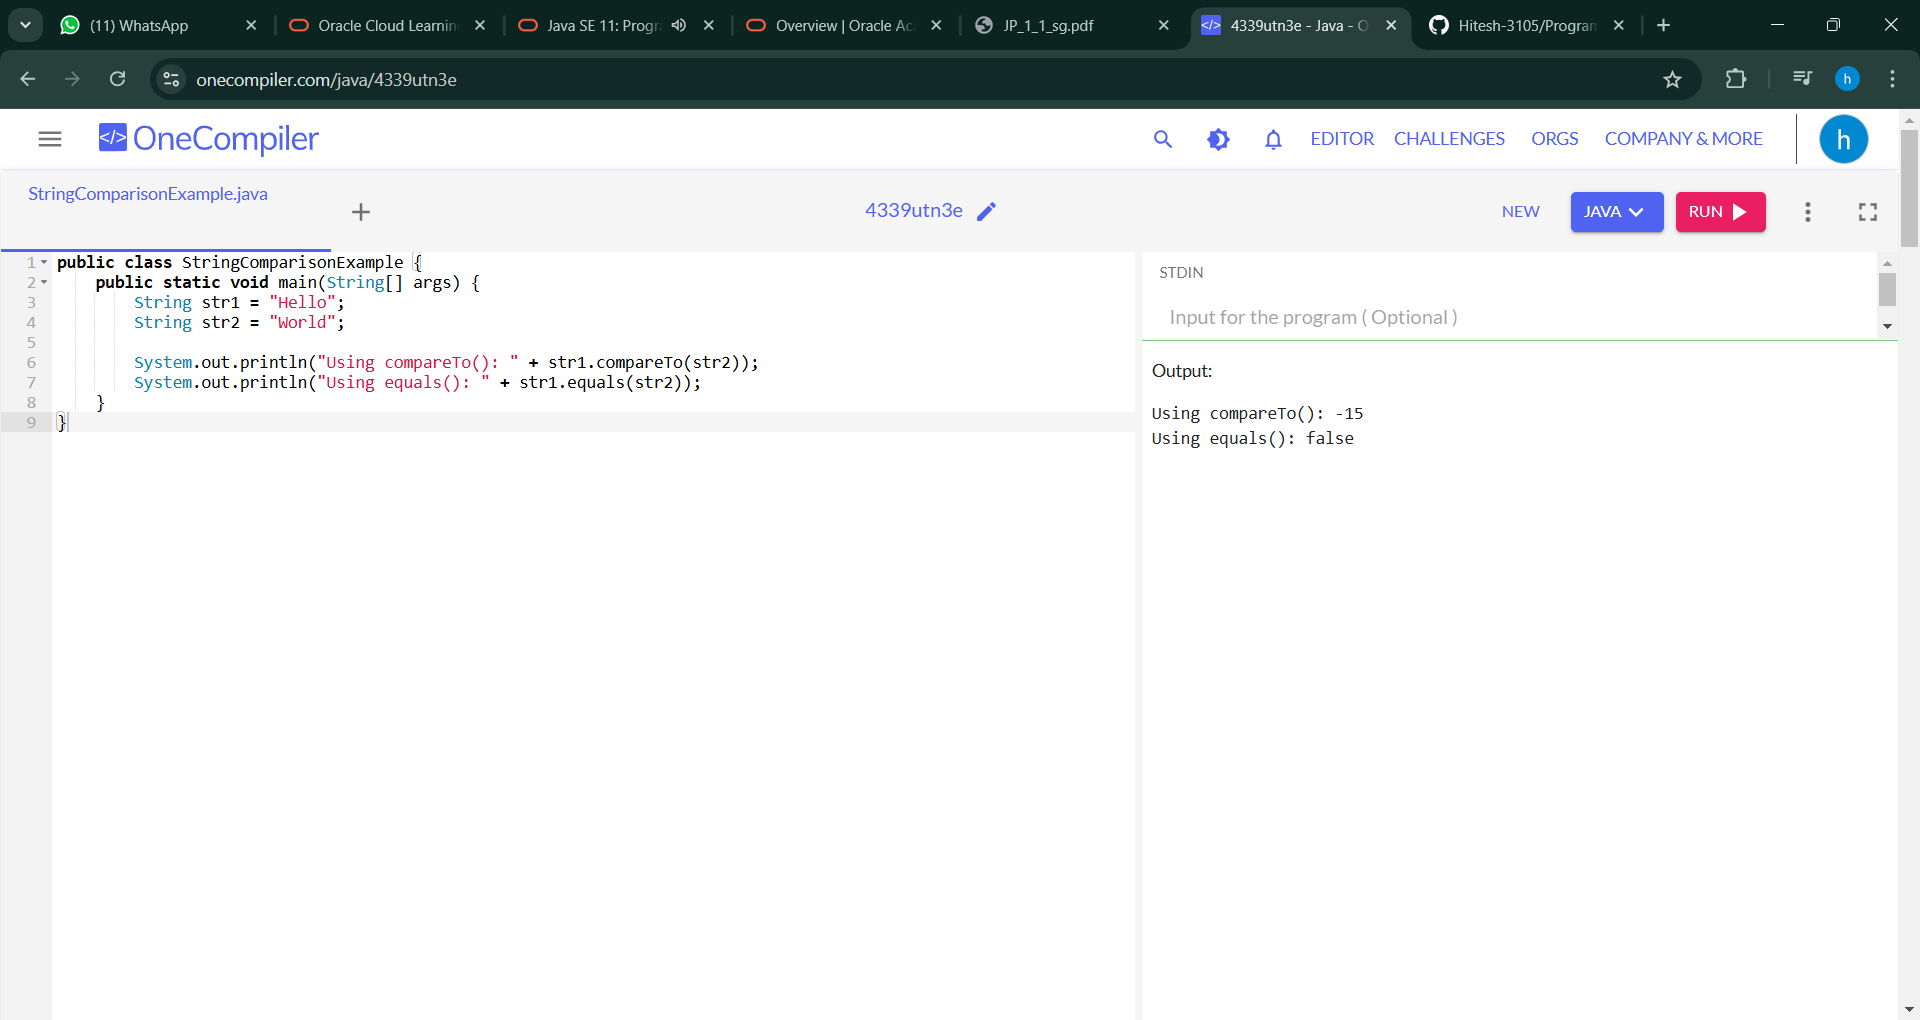 (11) WhatsApp
Oracle Cloud Learnin
Java SE 11: Progra
Overview | Oracle Ac
JP_1_1_sg.pdf
4339utn3e - Java - O
Hitesh-3105/Program
onecompiler.com/java/4339utn3e
h
</> OneCompiler
EDITOR CHALLENGES ORGS COMPANY & MORE
h
StringComparisonExample.java
4339utn3e
NEW
JAVA
RUN
1 public class StringComparisonExample {
2 public static void main(String[] args) {
3 String str1 = "Hello";
4 String str2 = "World";
5
6 System.out.println("Using compareTo(): " + str1.compareTo(str2));
7 System.out.println("Using equals(): " + str1.equals(str2));
8 }
9 }
STDIN
Input for the program ( Optional )
Output:
Using compareTo(): -15
Using equals(): false